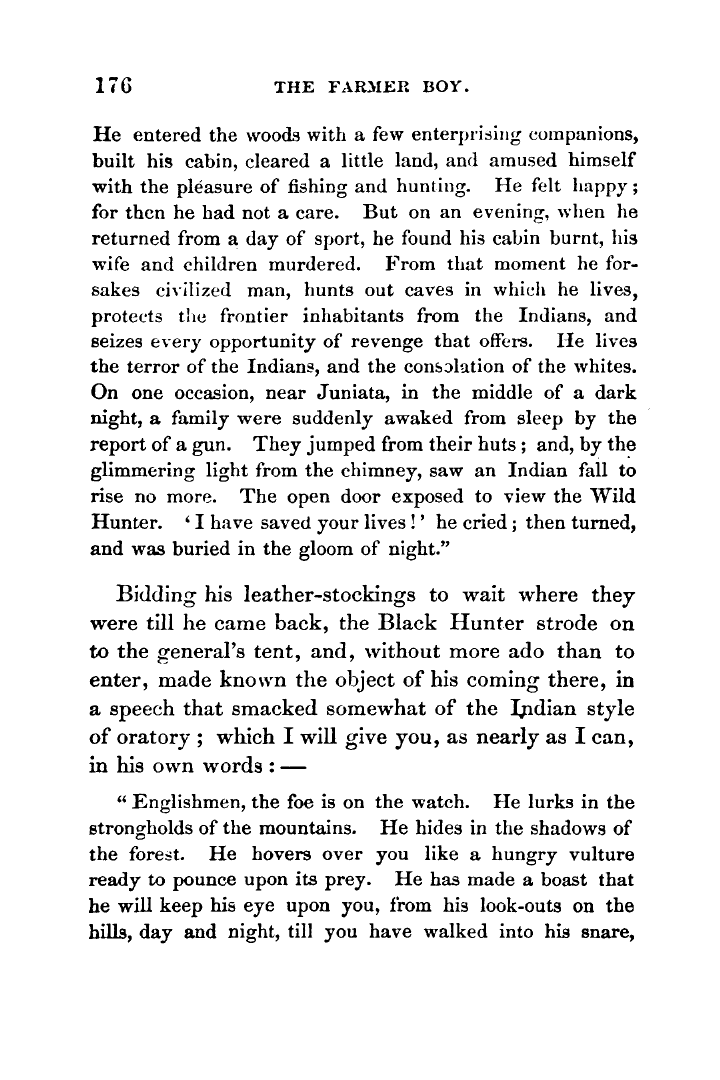 176 THE FARMER BOY.
He entered the woods with a few enterprising companions,
built his cabin, cleared a little land, and amused himself
with the pléasure of fishing and hunting. He felt happy;
for then he had not a care. But on an evening, when he
returned from a day of sport, he found his cabin burnt, his
wife and children murdered. From that moment he for-
sakes civilized man, hunts out caves in which he lives,
protects the frontier inhabitants from the Indians, and
seizes every opportunity of revenge that offers. He lives
the terror of the Indians, and the consolation of the whites.
On one occasion, near Juniata, in the middle of a dark
night, a family were suddenly awaked from sleep by the
report of a gun. They jumped from their huts; and, by the
glimmering light from the chimney, saw an Indian fall to
rise no more. The open door exposed to view the Wild
Hunter. ‘I have saved your lives!’ he cried; then turned,
and was buried in the gloom of night.”
Bidding his leather-stockings to wait where they
were till he came back, the Black Hunter strode on
to the general’s tent, and, without more ado than to
enter, made known the object of his coming there, in
a speech that smacked somewhat of the Indian style
of oratory; which I will give you, as nearly as I can,
in his own words: —
“Englishmen, the foe is on the watch. He lurks in the
strongholds of the mountains. He hides in the shadows of
the forest. He hovers over you like a hungry vulture
ready to pounce upon its prey. He has made a boast that
he will keep his eye upon you, from his look-outs on the
hills, day and night, till you have walked into his snare,